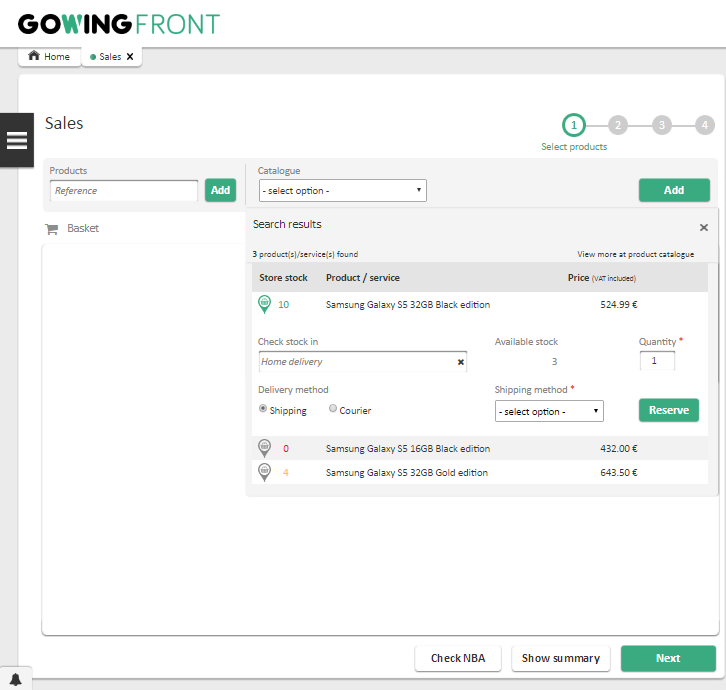 GOWINGFRONT
Home
Sales
Sales
1 2 3 4
Select products
Products
Catalogue
Reference
Add
- select option -
Add
Basket
Search results
3 product(s)/service(s) found
View more at product catalogue
Store stock Product / service Price (VAT included)
10 Samsung Galaxy S5 32GB Black edition 524.99 €
Check stock in Available stock Quantity *
Home delivery 3 1
Delivery method Shipping method *
Shipping Courier - select option - Reserve
0 Samsung Galaxy S5 16GB Black edition 432.00 €
4 Samsung Galaxy S5 32GB Gold edition 643.50 €
Check NBA Show summary Next